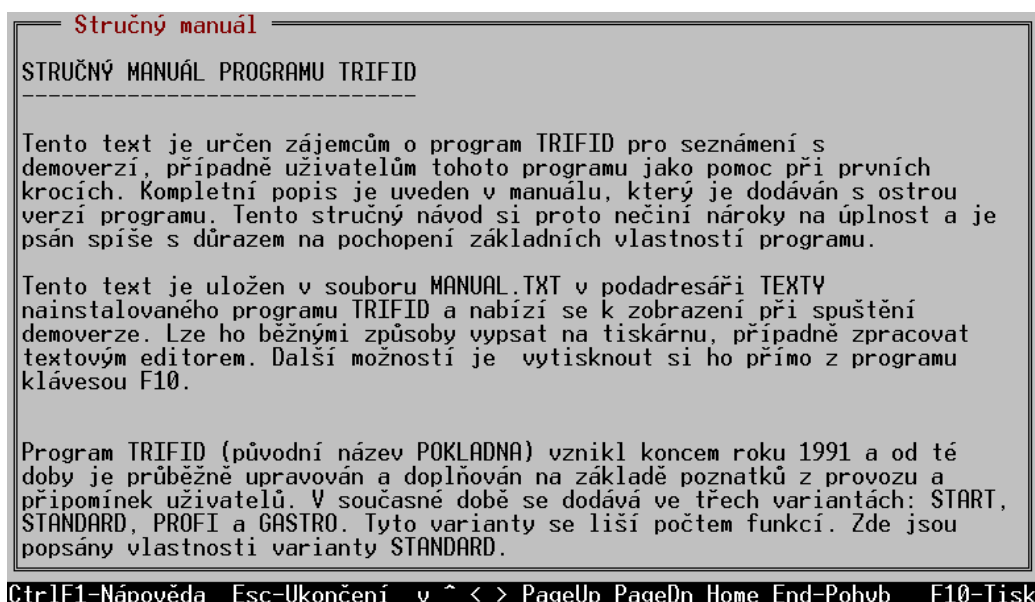 Stručný manuál
STRUČNÝ MANUÁL PROGRAMU TRIFID
------------------------------
Tento text je určen zájemcům o program TRIFID pro seznámení s
demoverzí, případně uživatelům tohoto programu jako pomoc při prvních
krocích. Kompletní popis je uveden v manuálu, který je dodáván s ostrou
verzí programu. Tento stručný návod si proto nečiní nároky na úplnost a je
psán spíše s důrazem na pochopení základních vlastností programu.
Tento text je uložen v souboru MANUAL.TXT v podadresáři TEXTY
nainstalovaného programu TRIFID a nabízí se k zobrazení při spuštění
demoverze. Lze ho běžnými způsoby vypsat na tiskárnu, případně zpracovat
textovým editorem. Další možností je  vytisknout si ho přímo z programu
klávesou F10.
Program TRIFID (původní název POKLADNA) vznikl koncem roku 1991 a od té
doby je průběžně upravován a doplňován na základě poznatků z provozu a
připomínek uživatelů. V současné době se dodává ve třech variantách: START,
STANDARD, PROFI a GASTRO. Tyto varianty se liší počtem funkcí. Zde jsou
popsány vlastnosti varianty STANDARD.
CtrlF1-Nápověda  Esc-Ukončení  v ^ < > PageUp PageDn Home End-Pohyb  F10-Tisk